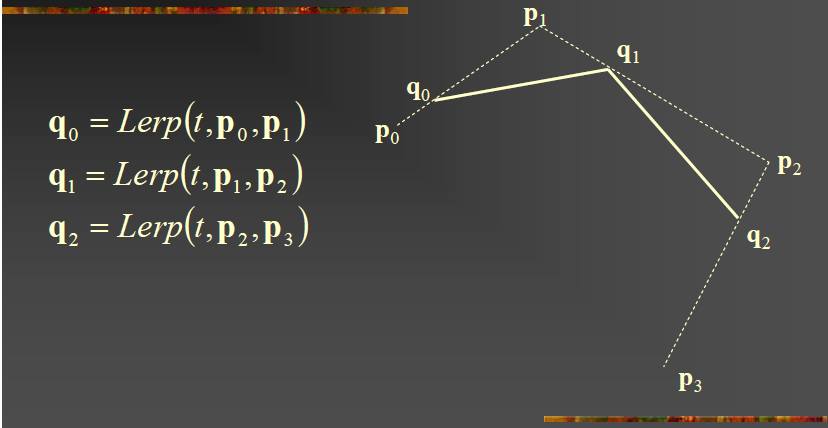 q₀ = Lerp(t,p₀,p₁)
q₁ = Lerp(t,p₁,p₂)
q₂ = Lerp(t,p₂,p₃)
p₁
q₁
q₀
p₀
p₂
q₂
p₃